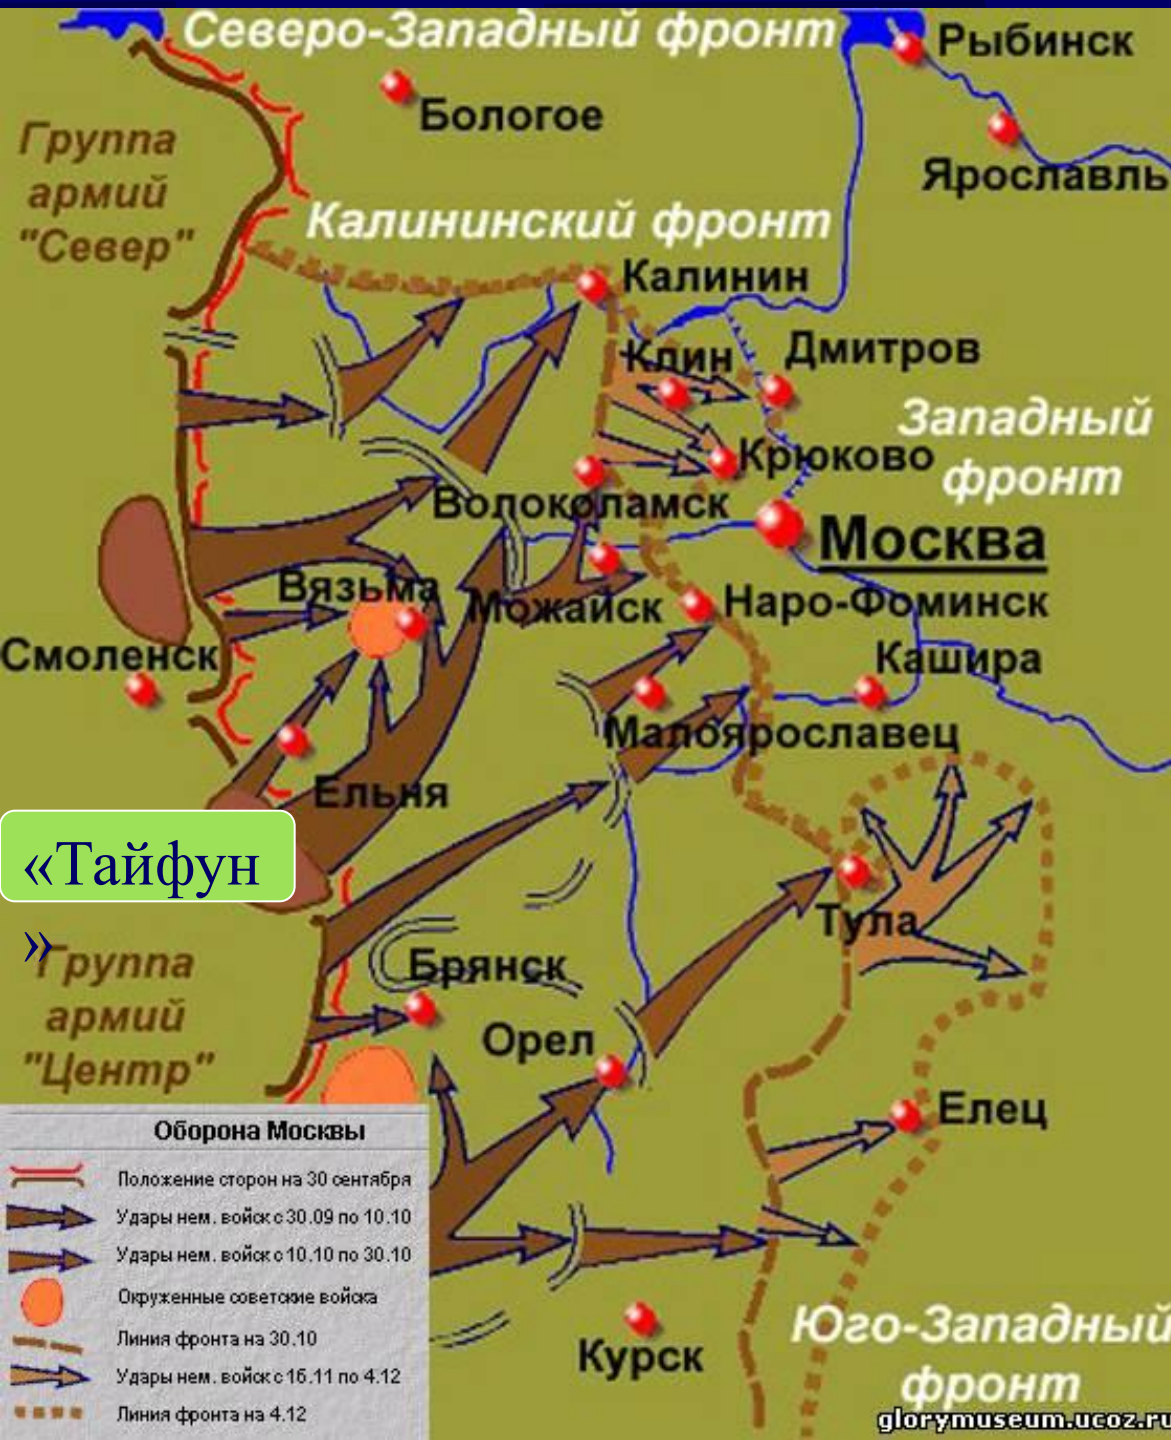 Северо-Западный фронт
Рыбинск
Бологое
Группа
армий
"Север"
Ярославль
Калининский фронт
Калинин
Клин
Дмитров
Западный
фронт
Крюково
Волоколамск
Москва
Вязьма
Можайск
Наро-Фоминск
Смоленск
Кашира
Малоярославец
Ельня
«Тайфун
»
Тула
Группа
армий
"Центр"
Брянск
Орел
Елец
Оборона Москвы
Положение сторон на 30 сентября
Удары нем. войск с 30.09 по 10.10
Удары нем. войск с 10.10 по 30.10
Окруженные советские войска
Линия фронта на 30.10
Удары нем. войск с 16.11 по 4.12
Линия фронта на 4.12
Курск
Юго-Западный
фронт
glorymuseum.ucoz.ru